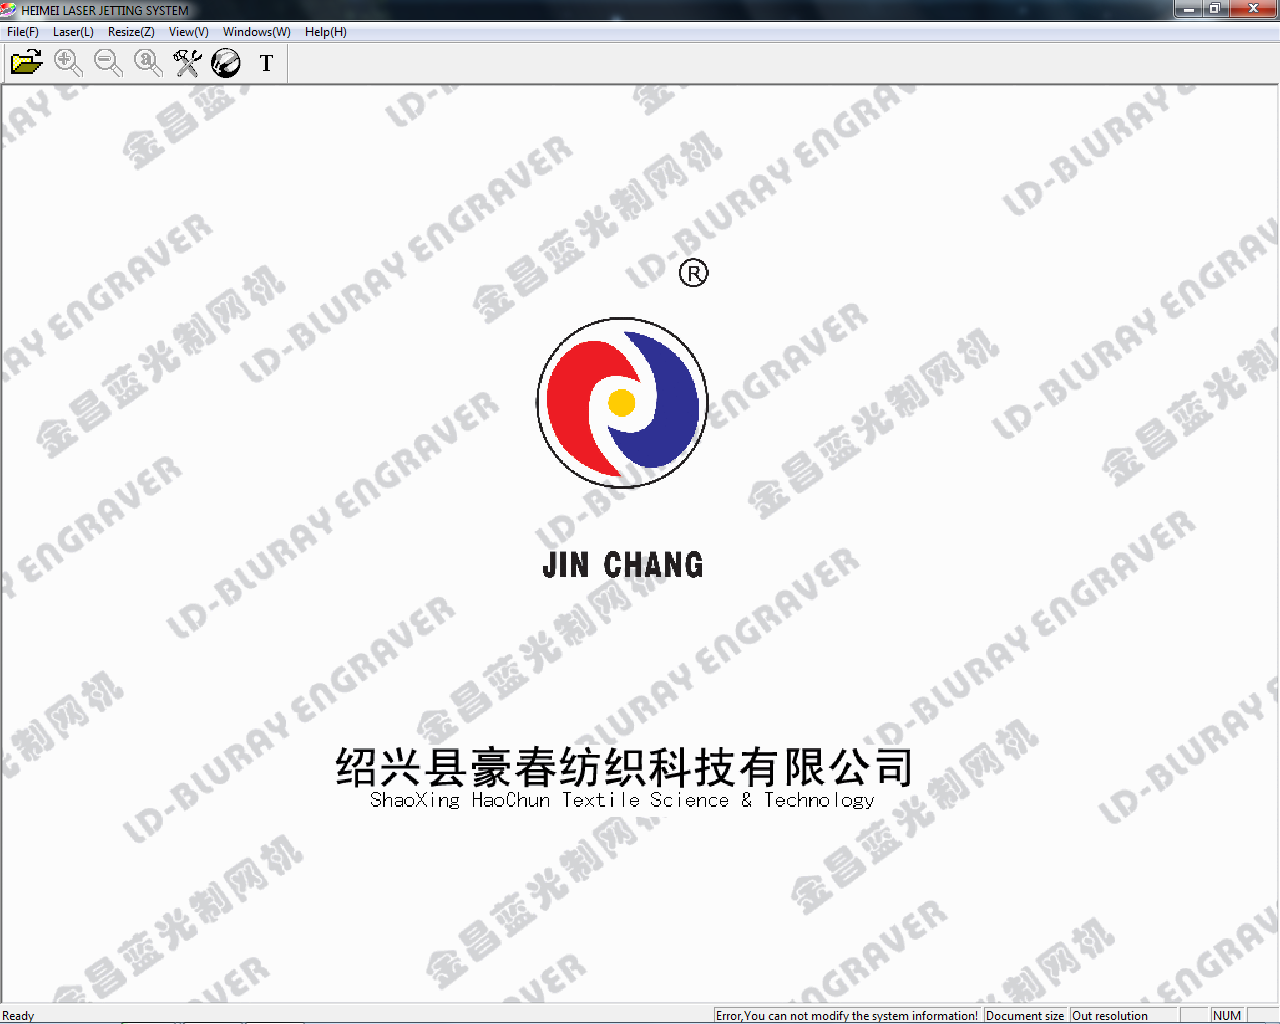 HEIMEI LASER JETTING SYSTEM
File(F) Laser(L) Resize(Z) View(V) Windows(W) Help(H)
T
金昌蓝光制网机
LD-BLURAY ENGRAVER
®
JIN CHANG
绍兴县豪春纺织科技有限公司
ShaoXing HaoChun Textile Science & Technology
Ready Error,You can not modify the system information! Document size Out resolution NUM